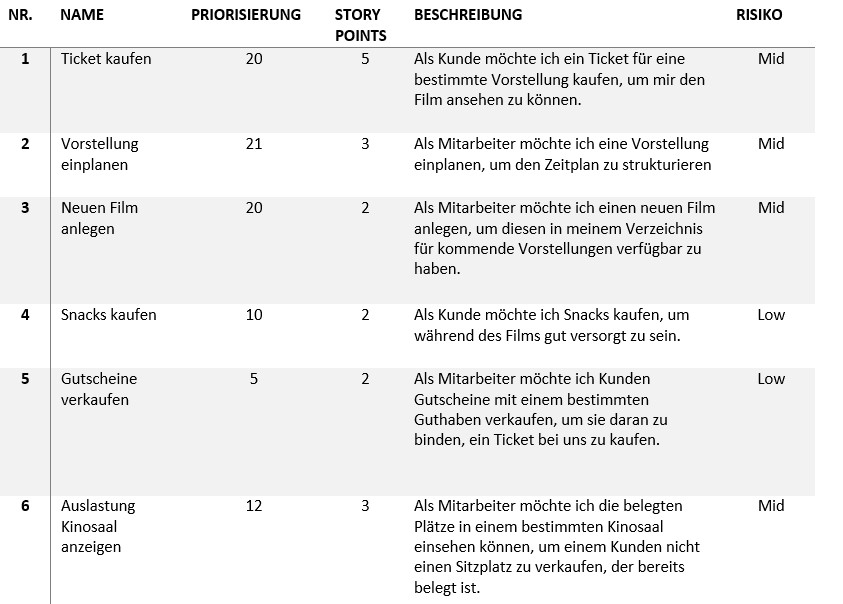 NR. NAME PRIORISIERUNG STORY POINTS BESCHREIBUNG RISIKO
1 Ticket kaufen 20 5 Als Kunde möchte ich ein Ticket für eine Mid
bestimmte Vorstellung kaufen, um mir den
Film ansehen zu können.
2 Vorstellung 21 3 Als Mitarbeiter möchte ich eine Vorstellung Mid
einplanen einplanen, um den Zeitplan zu strukturieren
3 Neuen Film 20 2 Als Mitarbeiter möchte ich einen neuen Film Mid
anlegen anlegen, um diesen in meinem Verzeichnis
für kommende Vorstellungen verfügbar zu
haben.
4 Snacks kaufen 10 2 Als Kunde möchte ich Snacks kaufen, um Low
während des Films gut versorgt zu sein.
5 Gutscheine 5 2 Als Mitarbeiter möchte ich Kunden Low
verkaufen Gutscheine mit einem bestimmten
Guthaben verkaufen, um sie daran zu
binden, ein Ticket bei uns zu kaufen.
6 Auslastung 12 3 Als Mitarbeiter möchte ich die belegten Mid
Kinosaal Plätze in einem bestimmten Kinosaal
anzeigen einsehen können, um einem Kunden nicht
einen Sitzplatz zu verkaufen, der bereits
belegt ist.